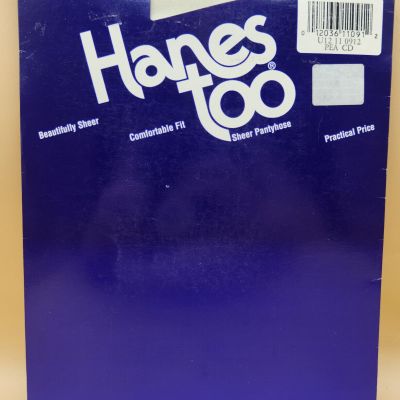 0 12036 11091 2
U12 11 0912
PEA CD
Hanes
too®
Beautifully Sheer
Comfortable Fit
Sheer Pantyhose
Practical Price